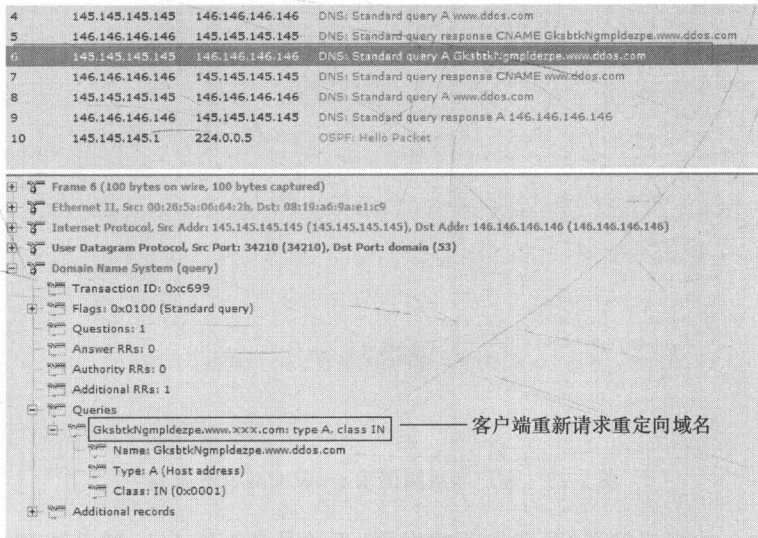 4 145.145.145.145 146.146.146.146 DNS: Standard query A www.ddos.com
5 146.146.146.146 145.145.145.145 DNS: Standard query response CNAME GksbtkNgmpldezpe.www.ddos.com
6 145.145.145.145 146.146.146.146 DNS: Standard query A GksbtkNgmpldezpe.www.ddos.com
7 146.146.146.146 145.145.145.145 DNS: Standard query response CNAME www.ddos.com
8 145.145.145.145 146.146.146.146 DNS: Standard query A www.ddos.com
9 146.146.146.146 145.145.145.145 DNS: Standard query response A 146.146.146.146
10 145.145.145.1 224.0.0.5 OSPF: Hello Packet
Frame 6 (100 bytes on wire, 100 bytes captured)
Ethernet II, Src: 00:26:5a:06:64:2b, Dst: 08:19:a6:9a:e1:c9
Internet Protocol, Src Addr: 145.145.145.145 (145.145.145.145), Dst Addr: 146.146.146.146 (146.146.146.146)
User Datagram Protocol, Src Port: 34210 (34210), Dst Port: domain (53)
Domain Name System (query)
Transaction ID: 0xc699
Flags: 0x0100 (Standard query)
Questions: 1
Answer RRs: 0
Authority RRs: 0
Additional RRs: 1
Queries
GksbtkNgmpldezpe.www.xxx.com: type A, class IN
客户端重新请求重定向域名
Name: GksbtkNgmpldezpe.www.ddos.com
Type: A (Host address)
Class: IN (0x0001)
Additional records